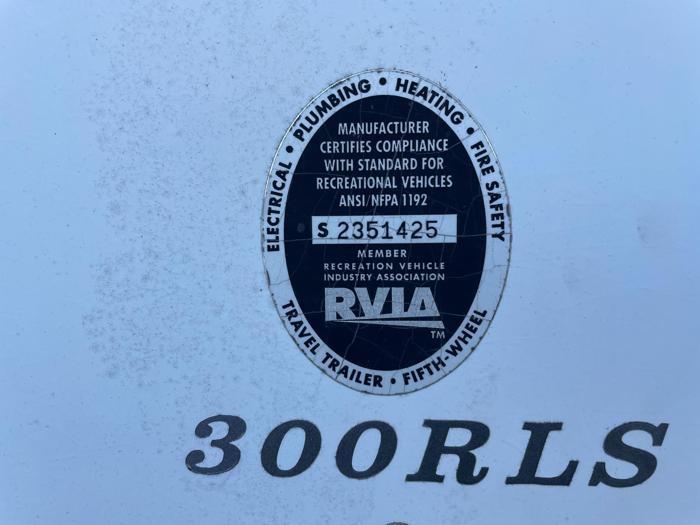 ELECTRICAL • PLUMBING • HEATING • FIRE SAFETY
MANUFACTURER
CERTIFIES COMPLIANCE
WITH STANDARD FOR
RECREATIONAL VEHICLES
ANSI/NFPA 1192
S 2351425
MEMBER
RECREATION VEHICLE
INDUSTRY ASSOCIATION
RVIA
TM
TRAVEL TRAILER • FIFTH-WHEEL
300RLS